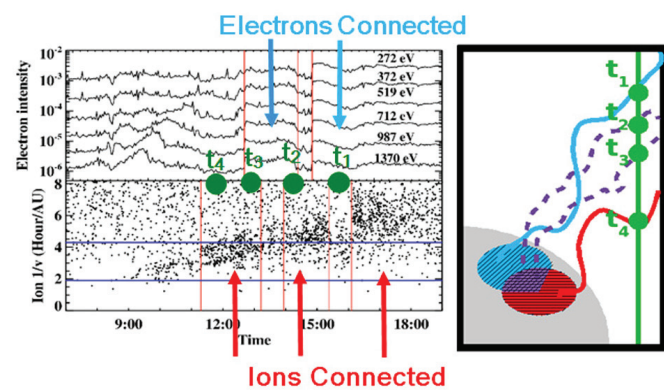 Electrons Connected
Electron intensity
10-2
10-3
10-4
10-5
10-6
272 eV
372 eV
519 eV
712 eV
987 eV
1370 eV
t4 t3 t2 t1
Ion 1/v (Hour/AU)
8
6
4
2
0
9:00 12:00 15:00 18:00
Time
Ions Connected
t1
t2
t3
t4